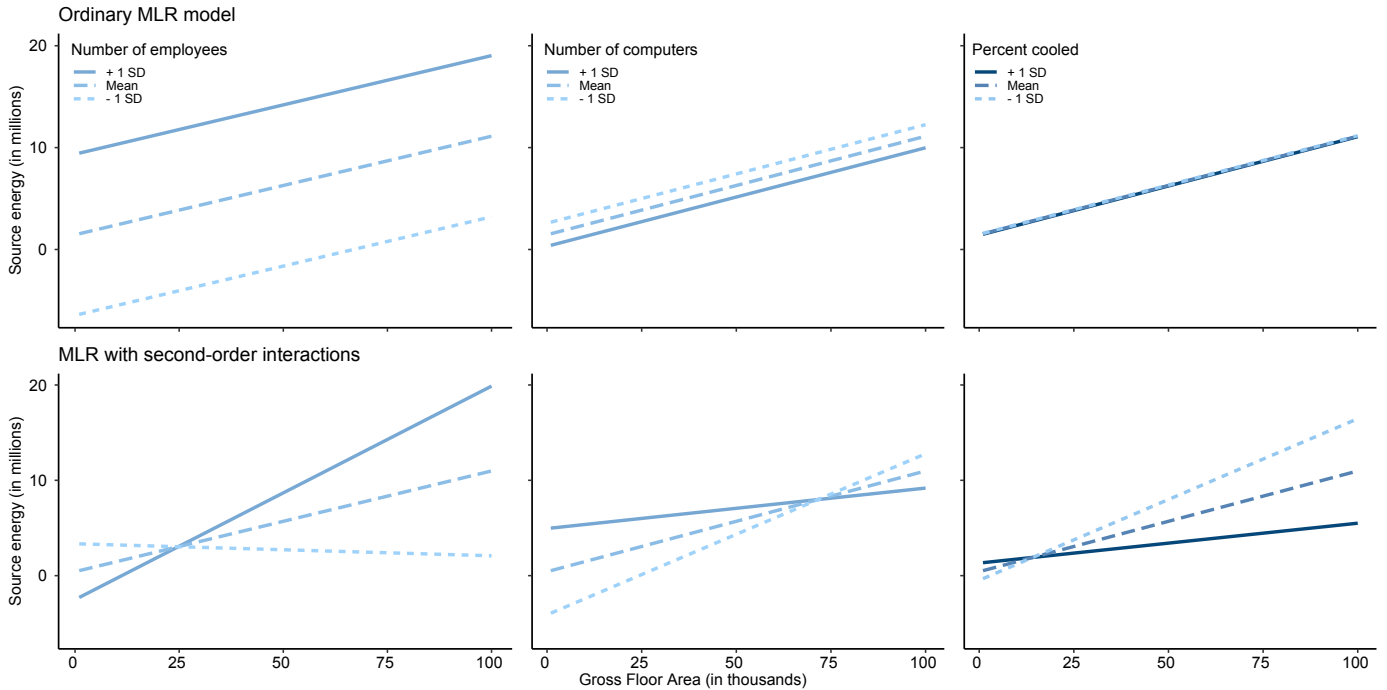 Ordinary MLR model
Source energy (in millions)
20
10
0
Number of employees
+ 1 SD
Mean
- 1 SD
Number of computers
+ 1 SD
Mean
- 1 SD
Percent cooled
+ 1 SD
Mean
- 1 SD
MLR with second-order interactions
Source energy (in millions)
20
10
0
0 25 50 75 100
0 25 50 75 100
0 25 50 75 100
Gross Floor Area (in thousands)